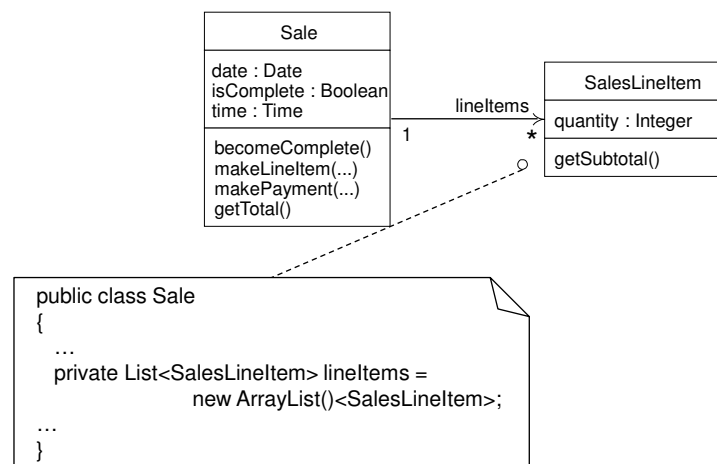 Sale
date : Date
isComplete : Boolean
time : Time
becomeComplete()
makeLineItem(...)
makePayment(...)
getTotal()
lineItems
1
*
SalesLineItem
quantity : Integer
getSubtotal()
public class Sale
{
…
private List<SalesLineItem> lineItems =
new ArrayList()<SalesLineItem>;
…
}